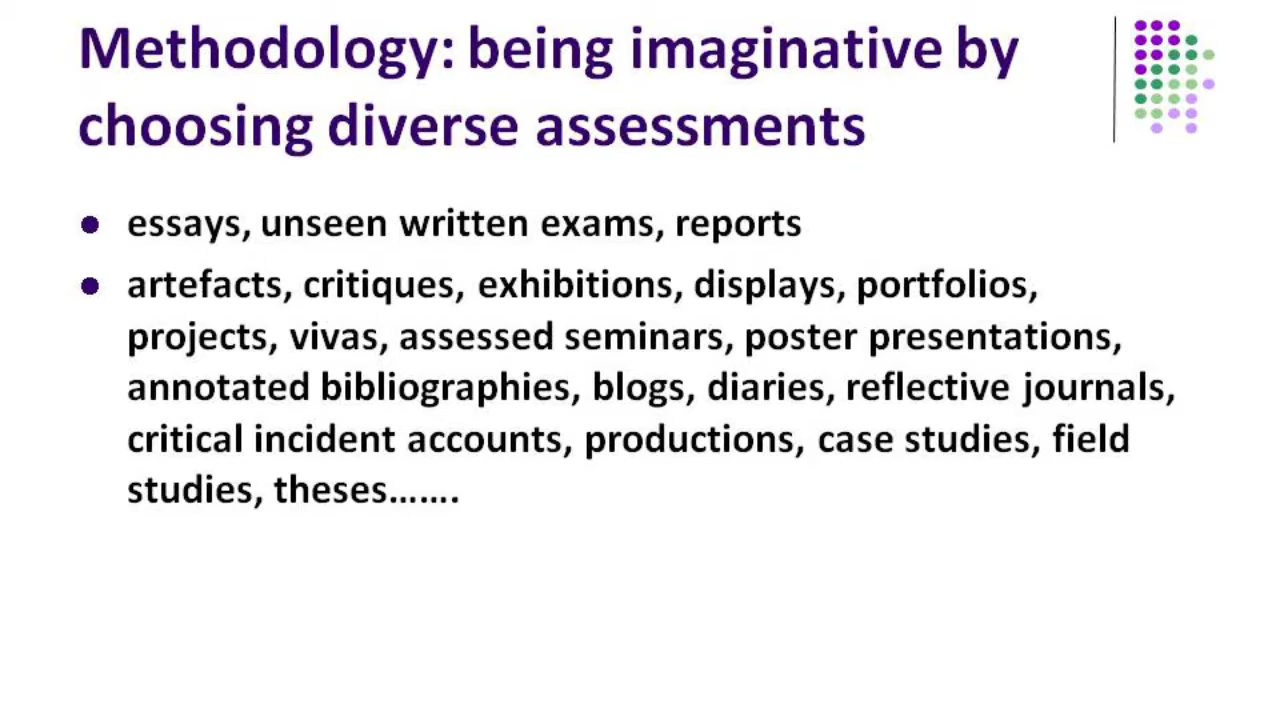 Methodology: being imaginative by
choosing diverse assessments
essays, unseen written exams, reports
artefacts, critiques, exhibitions, displays, portfolios,
projects, vivas, assessed seminars, poster presentations,
annotated bibliographies, blogs, diaries, reflective journals,
critical incident accounts, productions, case studies, field
studies, theses…….